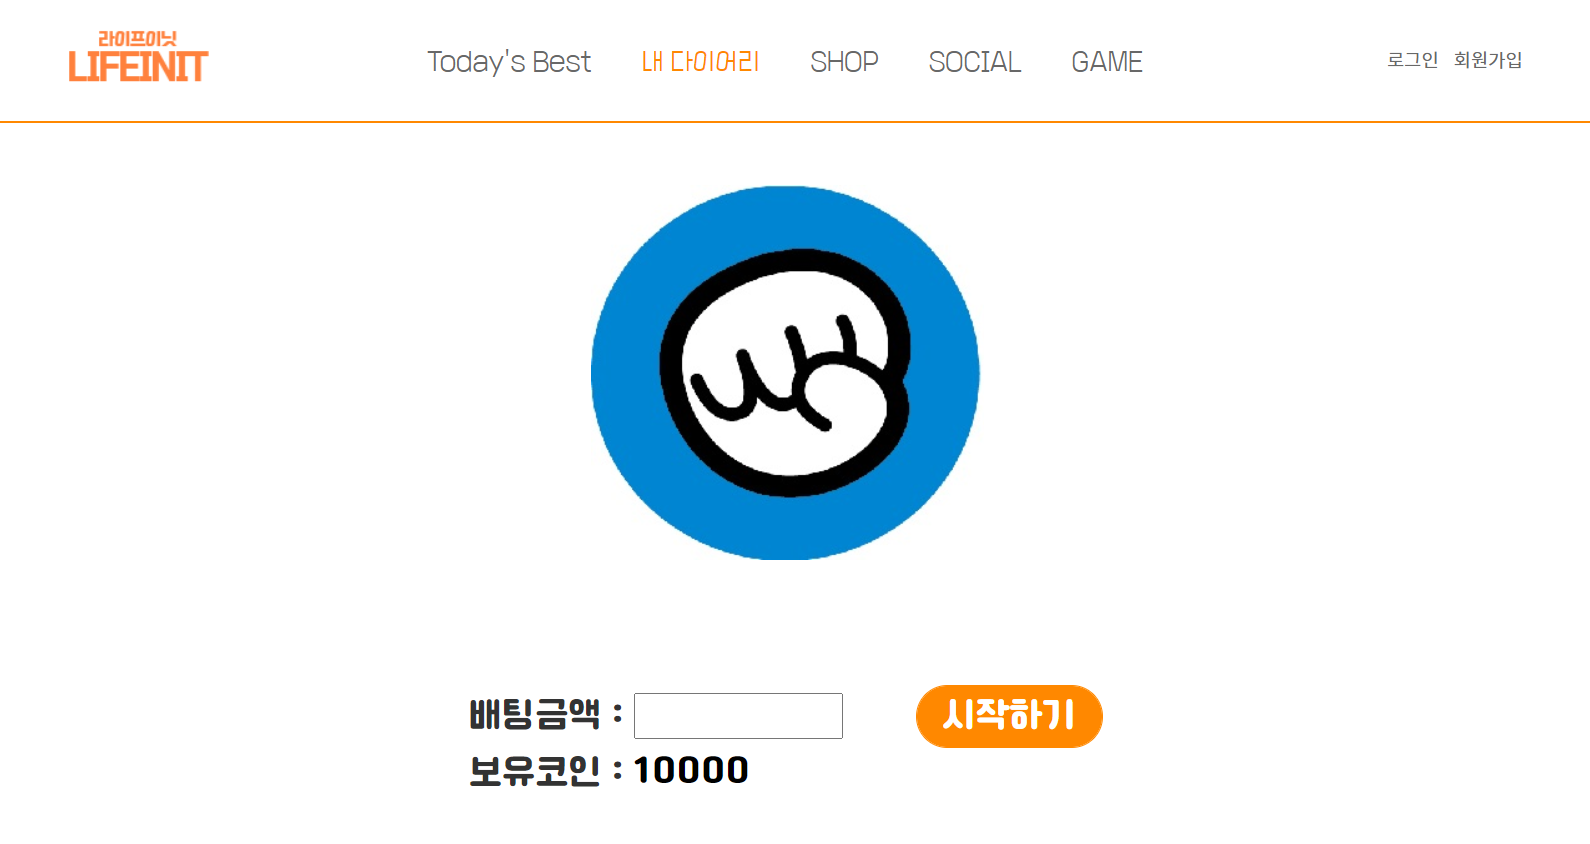 라이프이닛
LIFEINIT
Today's Best 내 다이어리 SHOP SOCIAL GAME
로그인 회원가입
배팅금액 :
시작하기
보유코인 : 10000